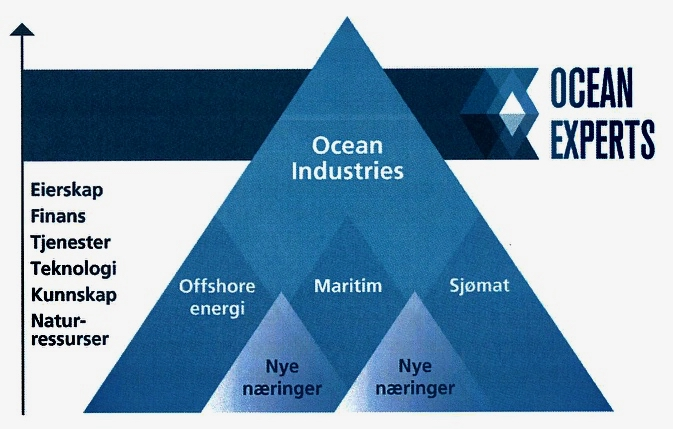 OCEAN
EXPERTS
Ocean
Industries
Eierskap
Finans
Tjenester
Teknologi
Kunnskap
Natur-
ressurser
Offshore
energi
Maritim
Sjømat
Nye
næringer
Nye
næringer